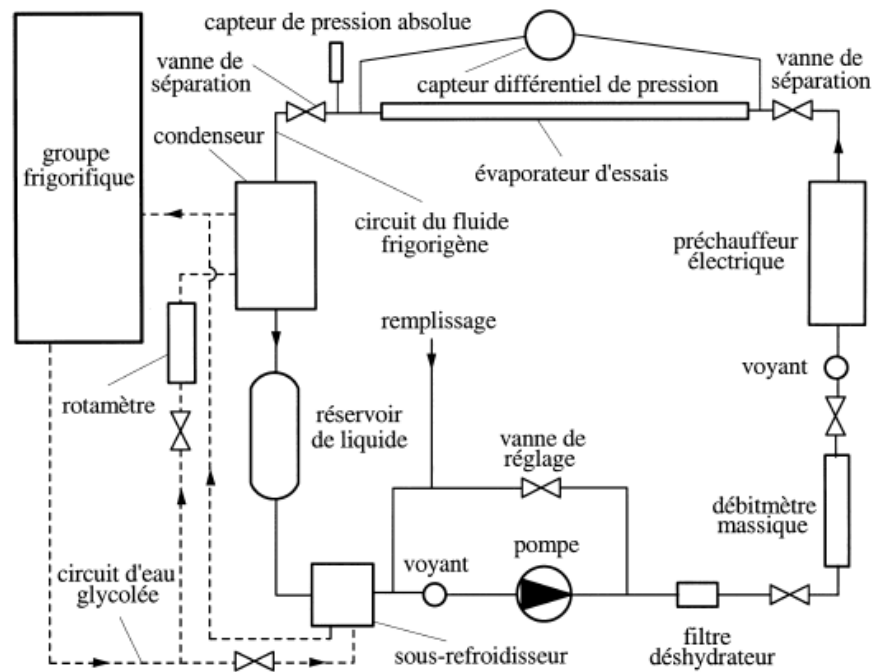 capteur de pression absolue
vanne de
séparation
capteur différentiel de pression
vanne de
séparation
groupe
frigorifique
condenseur
évaporateur d'essais
circuit du fluide
frigorigène
préchauffeur
électrique
remplissage
voyant
rotamètre
réservoir
de liquide
vanne de
réglage
débitmètre
massique
circuit d'eau
glycolée
voyant
pompe
sous-refroidisseur
filtre
déshydrateur